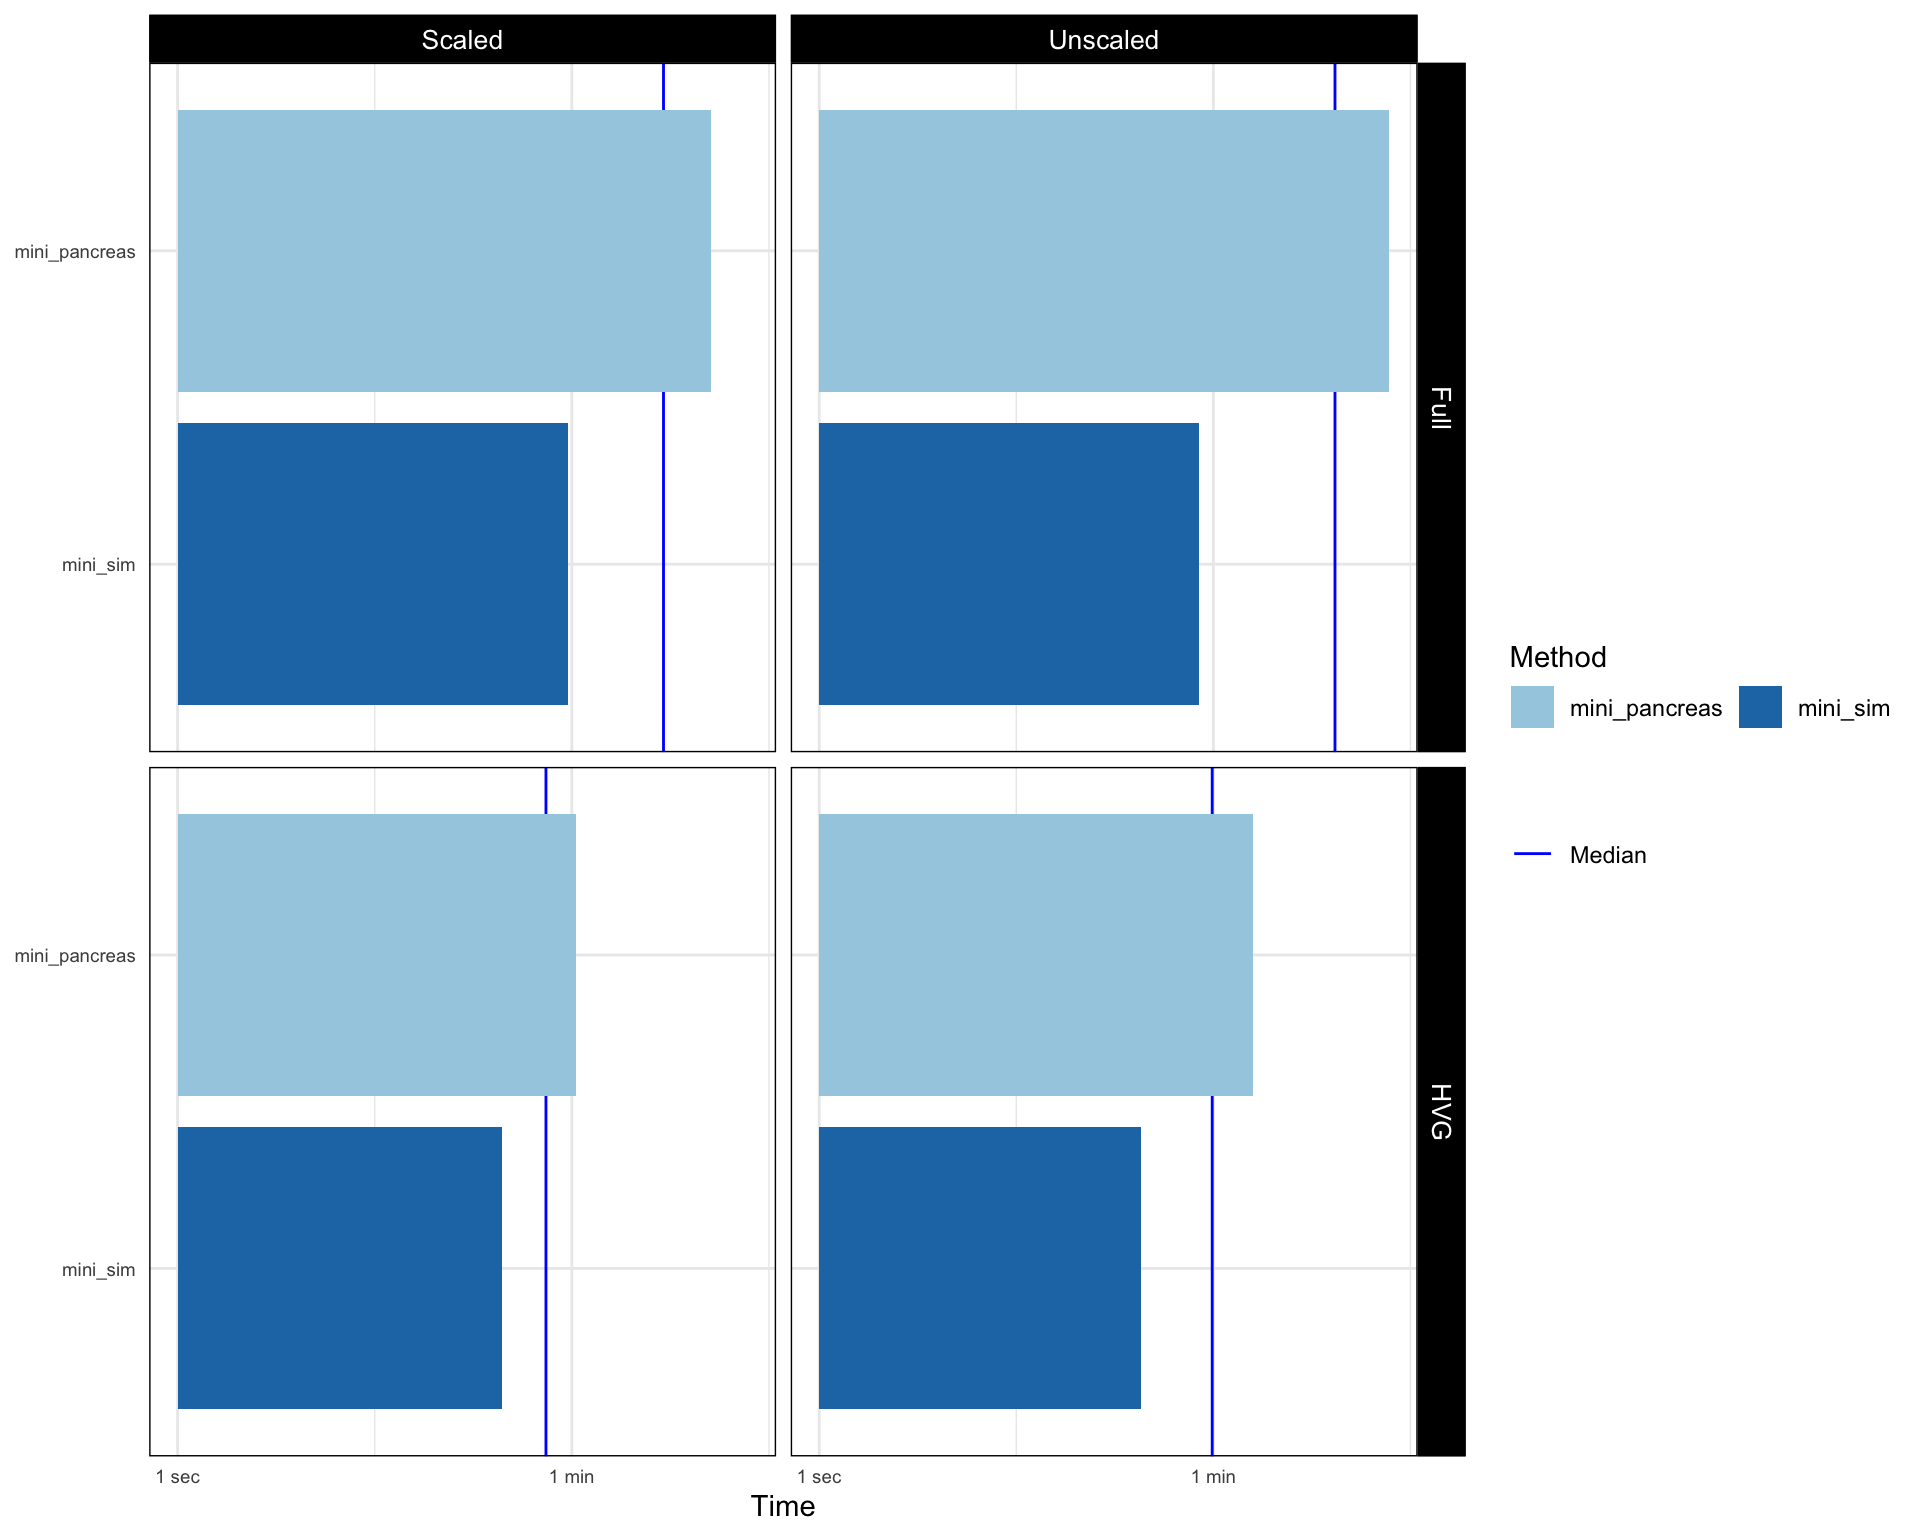 Scaled
Unscaled
mini_pancreas
mini_sim
Full
mini_pancreas
mini_sim
HVG
1 sec
1 min
1 sec
1 min
Time
Method
mini_pancreas
mini_sim
Median